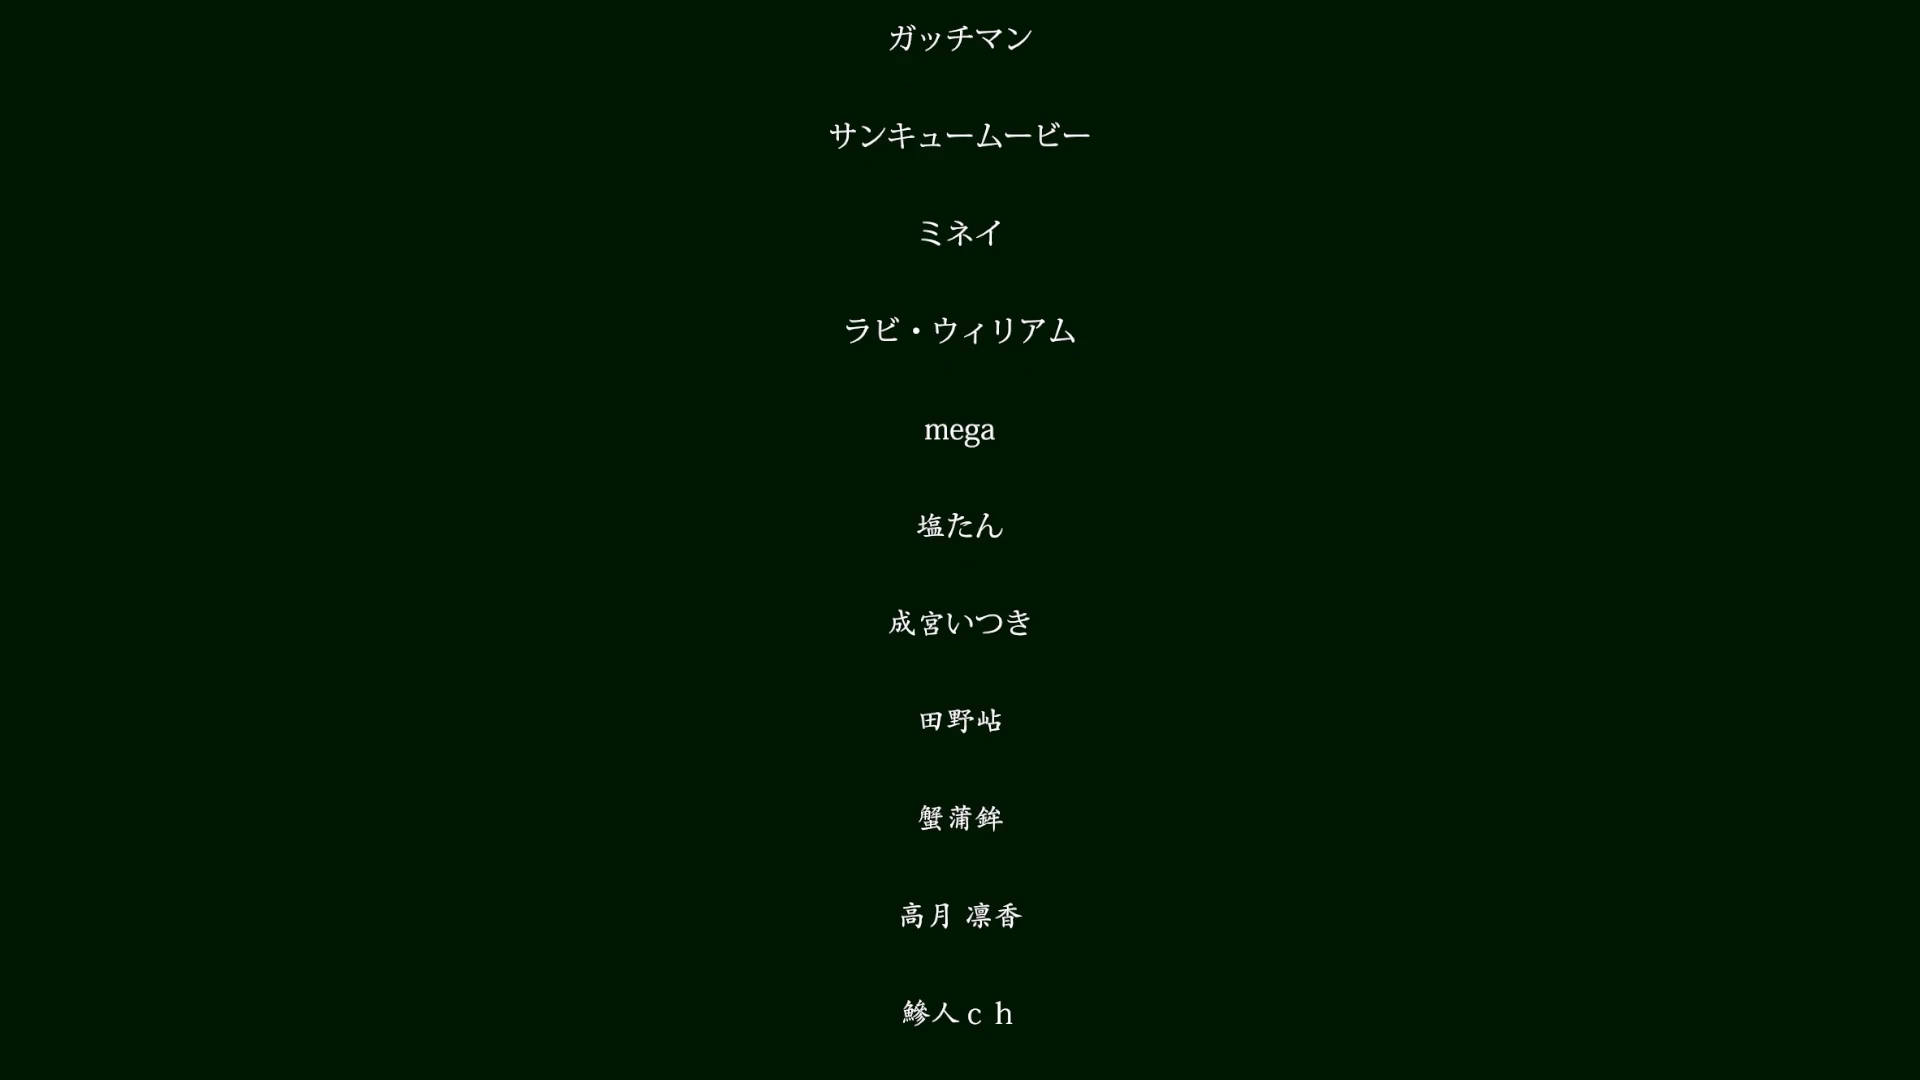 ガッチマン
サンキュームービー
ミネイ
ラビ・ウィリアム
mega
塩たん
成宮いつき
田野岾
蟹蒲鉾
高月 凛香
鯵人ｃｈ